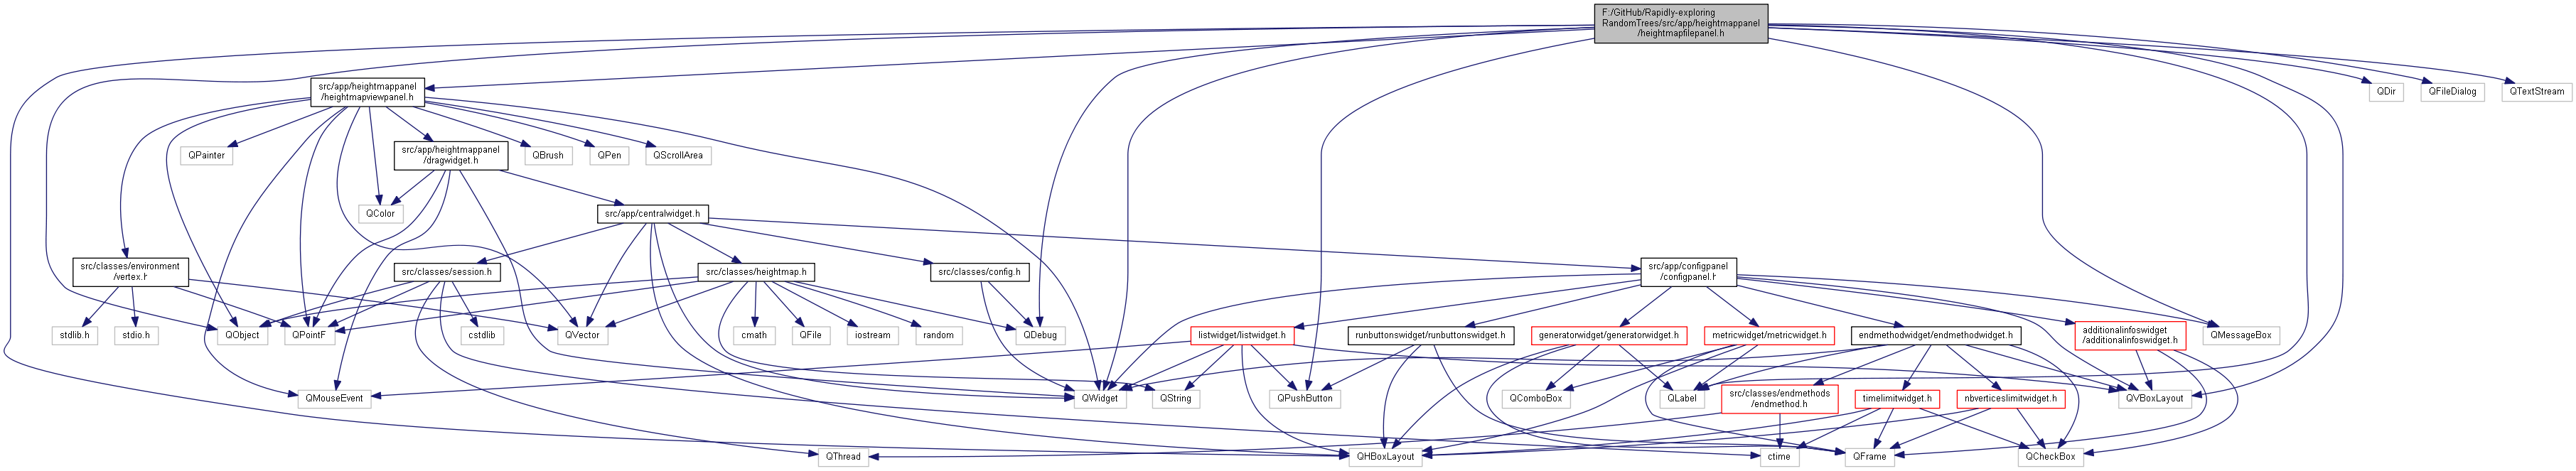 F:/GitHub/Rapidly-exploring
RandomTrees/src/app/heightmappanel
/heightmapfilepanel.h
src/app/heightmappanel
/heightmapviewpanel.h
QDir
QFileDialog
QTextStream
src/app/heightmappanel
/dragwidget.h
QPainter
QBrush
QPen
QScrollArea
QColor
src/app/centralwidget.h
src/classes/environment
/vertex.h
src/classes/session.h
src/classes/heightmap.h
src/classes/config.h
src/app/configpanel
/configpanel.h
stdlib.h
stdio.h
QObject
QPointF
cstdlib
QVector
cmath
QFile
iostream
random
QDebug
listwidget/listwidget.h
runbuttonswidget/runbuttonswidget.h
generatorwidget/generatorwidget.h
metricwidget/metricwidget.h
endmethodwidget/endmethodwidget.h
additionalinfoswidget
/additionalinfoswidget.h
QMessageBox
QMouseEvent
QWidget
QString
QPushButton
QComboBox
QLabel
src/classes/endmethods
/endmethod.h
timelimitwidget.h
nbverticeslimitwidget.h
QVBoxLayout
QThread
QHBoxLayout
ctime
QFrame
QCheckBox